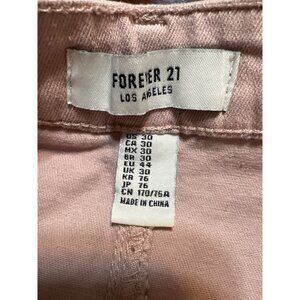 FOREVER 21
LOS ANGELES
US 30
CA 30
MX 30
BR 30
EU 44
UK 30
KR 76
JP 76
CN 170/76A
MADE IN CHINA